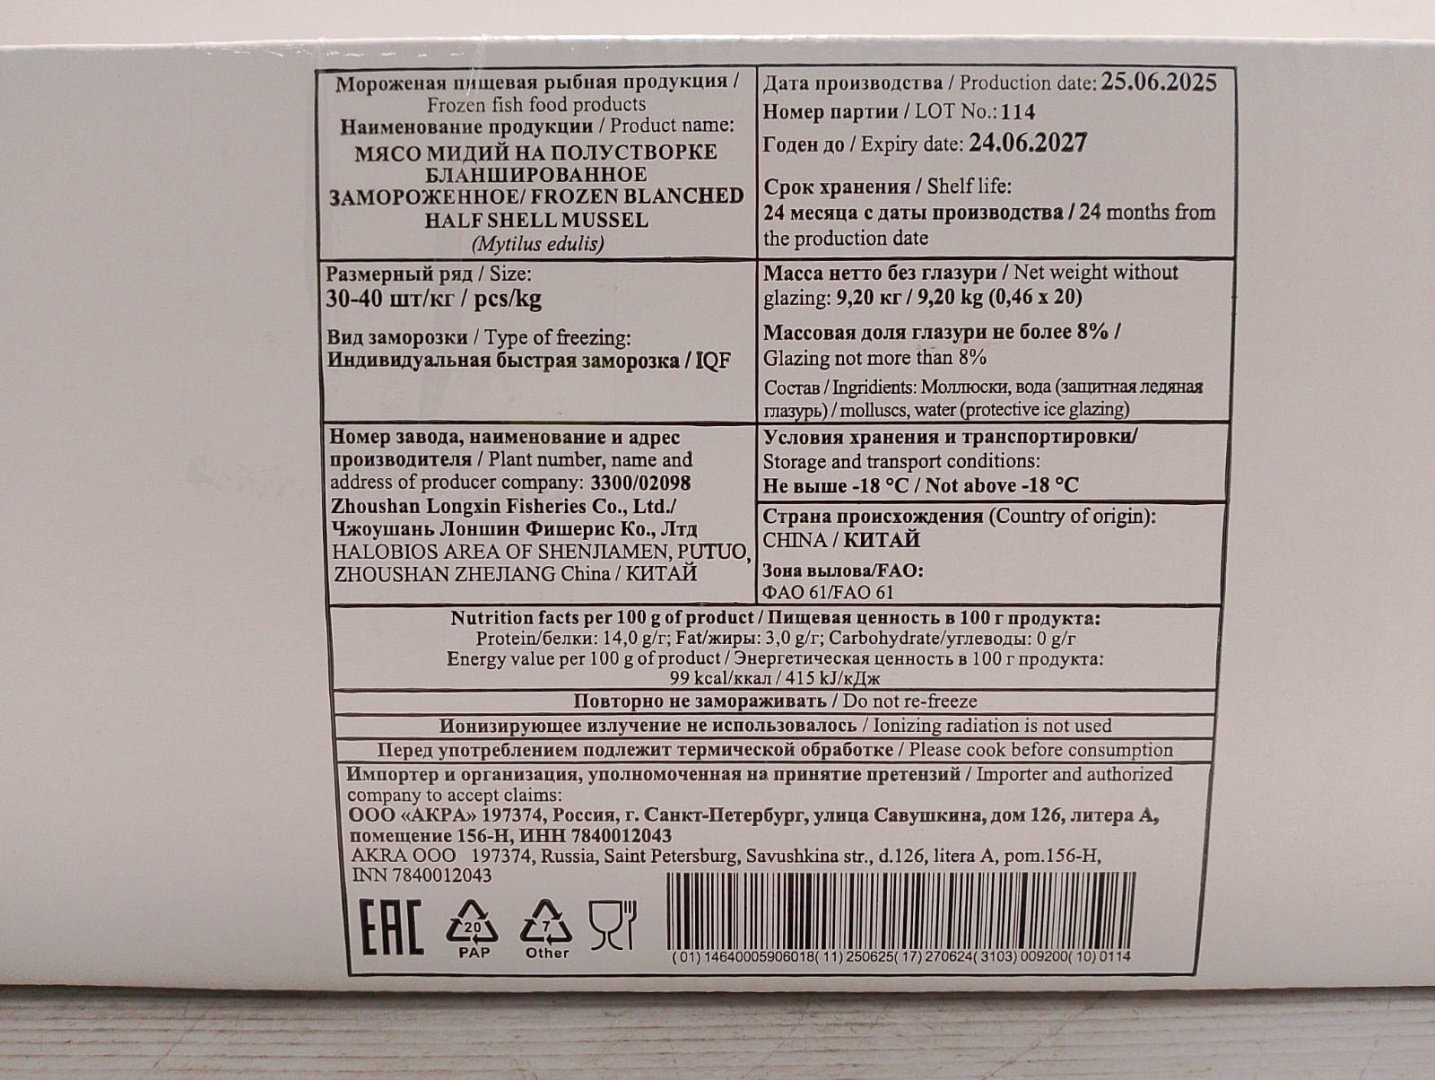 Мороженая пищевая рыбная продукция /
Frozen fish food products
Наименование продукции / Product name:
МЯСО МИДИЙ НА ПОЛУСТВОРКЕ
БЛАНШИРОВАННОЕ
ЗАМОРОЖЕННОЕ/ FROZEN BLANCHED
HALF SHELL MUSSEL
(Mytilus edulis)
Дата производства / Production date: 25.06.2025
Номер партии / LOT No.: 114
Годен до / Expiry date: 24.06.2027
Срок хранения / Shelf life:
24 месяца с даты производства / 24 months from
the production date
Размерный ряд / Size:
30-40 шт/кг / pcs/kg
Вид заморозки / Type of freezing:
Индивидуальная быстрая заморозка / IQF
Масса нетто без глазури / Net weight without
glazing: 9,20 кг / 9,20 kg (0,46 x 20)
Массовая доля глазури не более 8% /
Glazing not more than 8%
Состав / Ingridients: Моллюски, вода (защитная ледяная
глазурь) / molluscs, water (protective ice glazing)
Номер завода, наименование и адрес
производителя / Plant number, name and
address of producer company: 3300/02098
Zhoushan Longxin Fisheries Co., Ltd./
Чжоушань Лоншин Фишерис Ко., Лтд
HALOBIOS AREA OF SHENJIAMEN, PUTUO,
ZHOUSHAN ZHEJIANG China / КИТАЙ
Условия хранения и транспортировки/
Storage and transport conditions:
Не выше -18 °C / Not above -18 °C
Страна происхождения (Country of origin):
CHINA / КИТАЙ
Зона вылова/FAO:
ФАО 61/FAO 61
Nutrition facts per 100 g of product / Пищевая ценность в 100 г продукта:
Protein/белки: 14,0 g/г; Fat/жиры: 3,0 g/г; Carbohydrate/углеводы: 0 g/г
Energy value per 100 g of product / Энергетическая ценность в 100 г продукта:
99 kcal/ккал / 415 kJ/кДж
Повторно не замораживать / Do not re-freeze
Ионизирующее излучение не использовалось / Ionizing radiation is not used
Перед употреблением подлежит термической обработке / Please cook before consumption
Импортер и организация, уполномоченная на принятие претензий / Importer and authorized
company to accept claims:
ООО «АКРА» 197374, Россия, г. Санкт-Петербург, улица Савушкина, дом 126, литера А,
помещение 156-Н, ИНН 7840012043
AKRA OOO 197374, Russia, Saint Petersburg, Savushkina str., d.126, litera A, pom.156-H,
INN 7840012043
EAC
20
PAP
7
Other
(01)14640005906018(11)250625(17)270624(3103)009200(10)0114